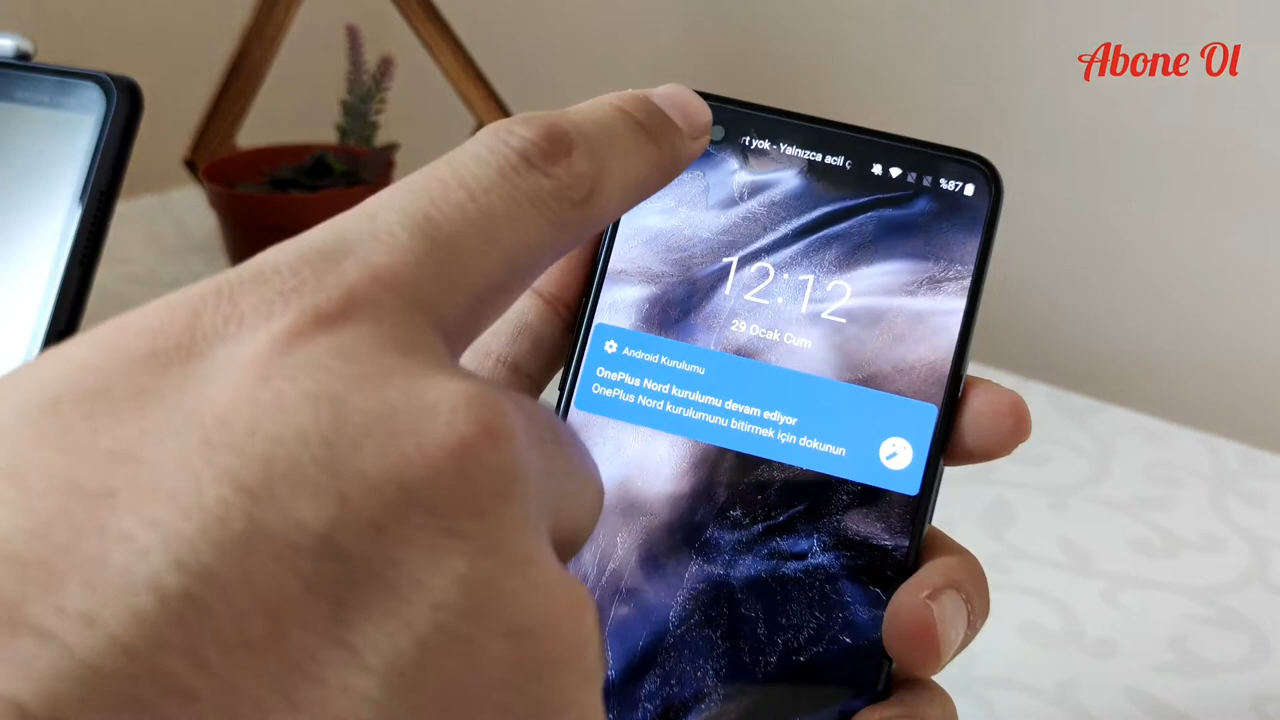 Abone Ol
yok - Yalnızca acil
%87
12:12
29 Ocak Cum
Android Kurulumu
OnePlus Nord kurulumu devam ediyor
OnePlus Nord kurulumunu bitirmek için dokunun